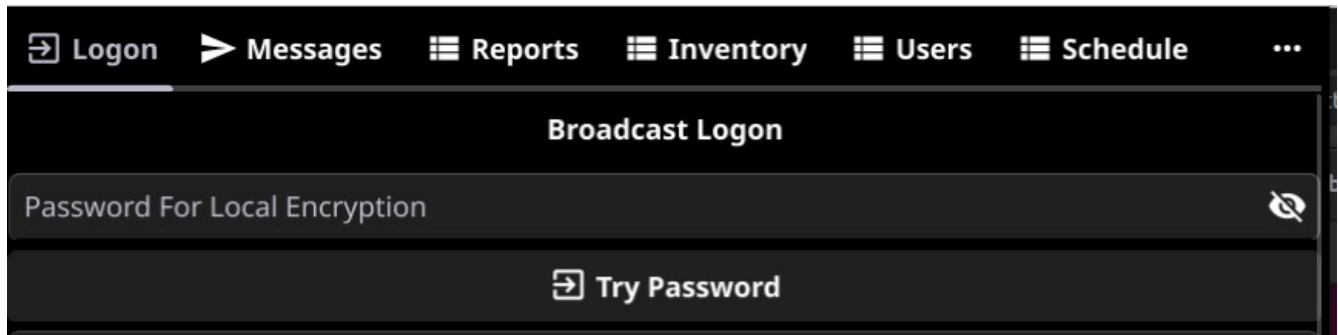 Logon Messages Reports Inventory Users Schedule ...
Broadcast Logon
Password For Local Encryption
Try Password